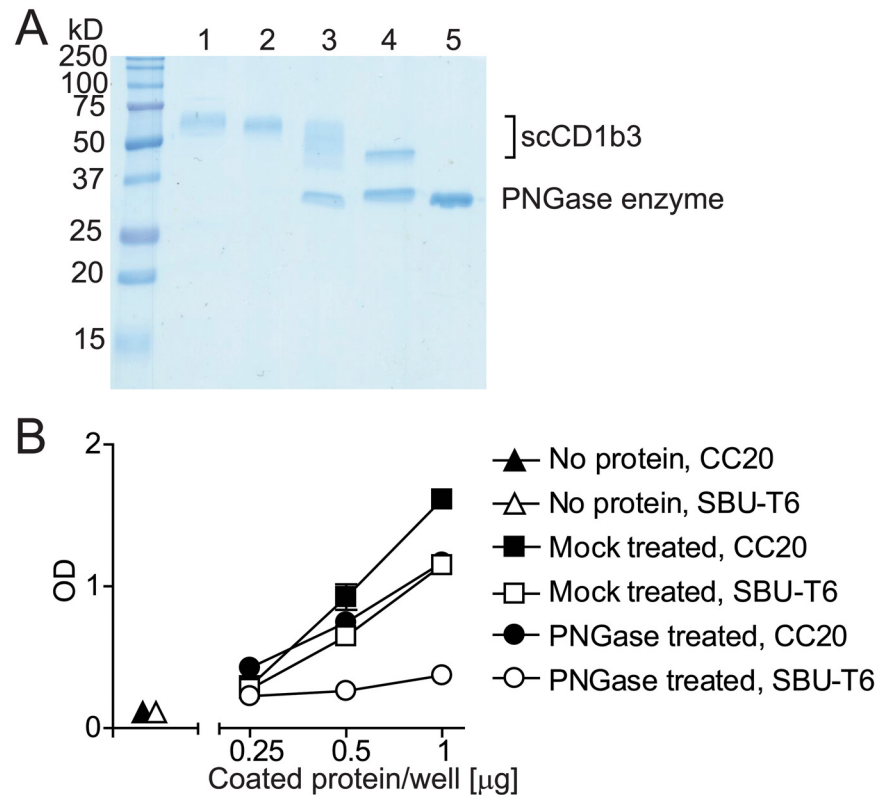 A
kD
1 2 3 4 5
250
100
75
50
37
25
20
15
scCD1b3
PNGase enzyme
B
2
1
0
OD
0.25 0.5 1
Coated protein/well [μg]
No protein, CC20
No protein, SBU-T6
Mock treated, CC20
Mock treated, SBU-T6
PNGase treated, CC20
PNGase treated, SBU-T6